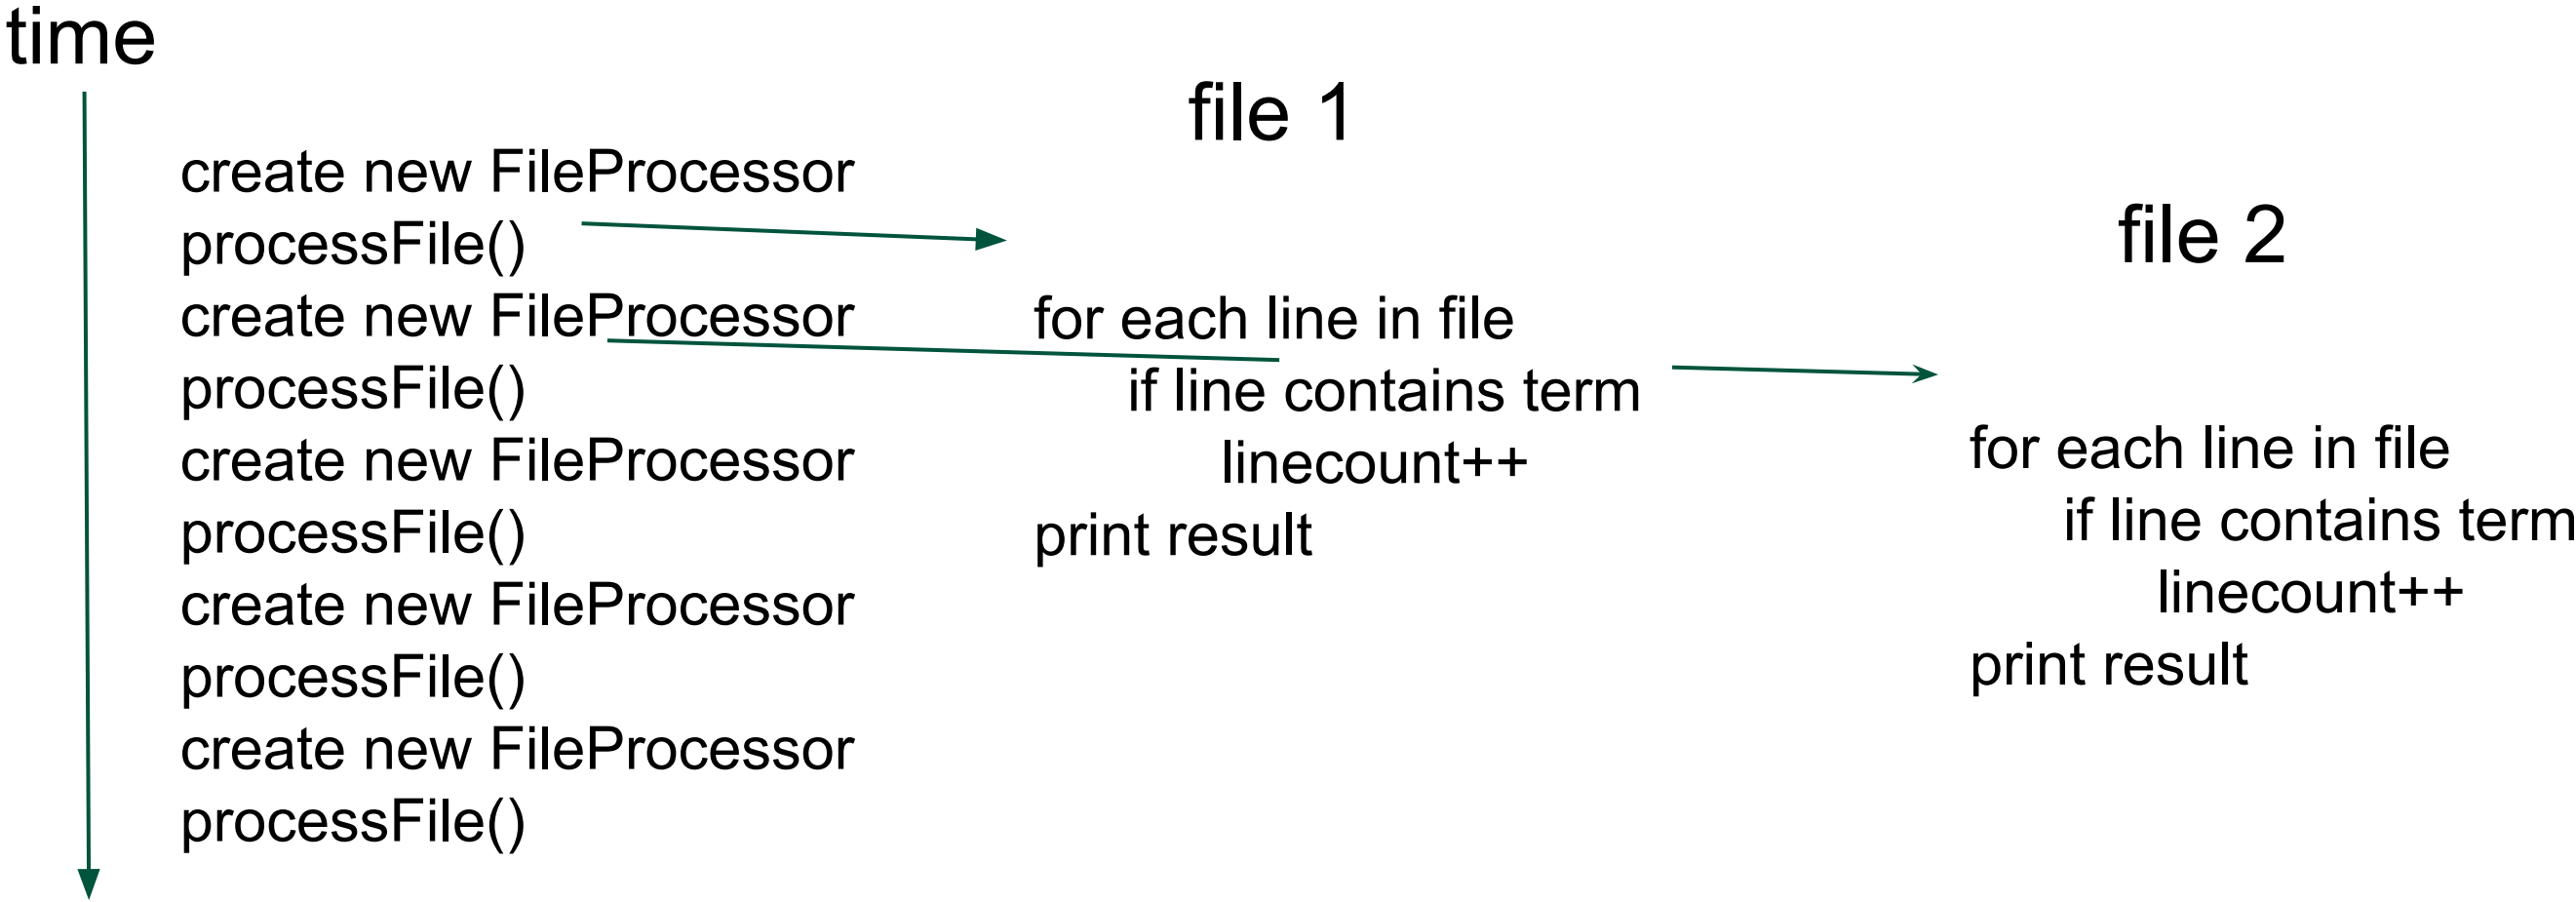 time
create new FileProcessor
processFile()
create new FileProcessor
processFile()
create new FileProcessor
processFile()
create new FileProcessor
processFile()
create new FileProcessor
processFile()
file 1
for each line in file
if line contains term
linecount++
print result
file 2
for each line in file
if line contains term
linecount++
print result